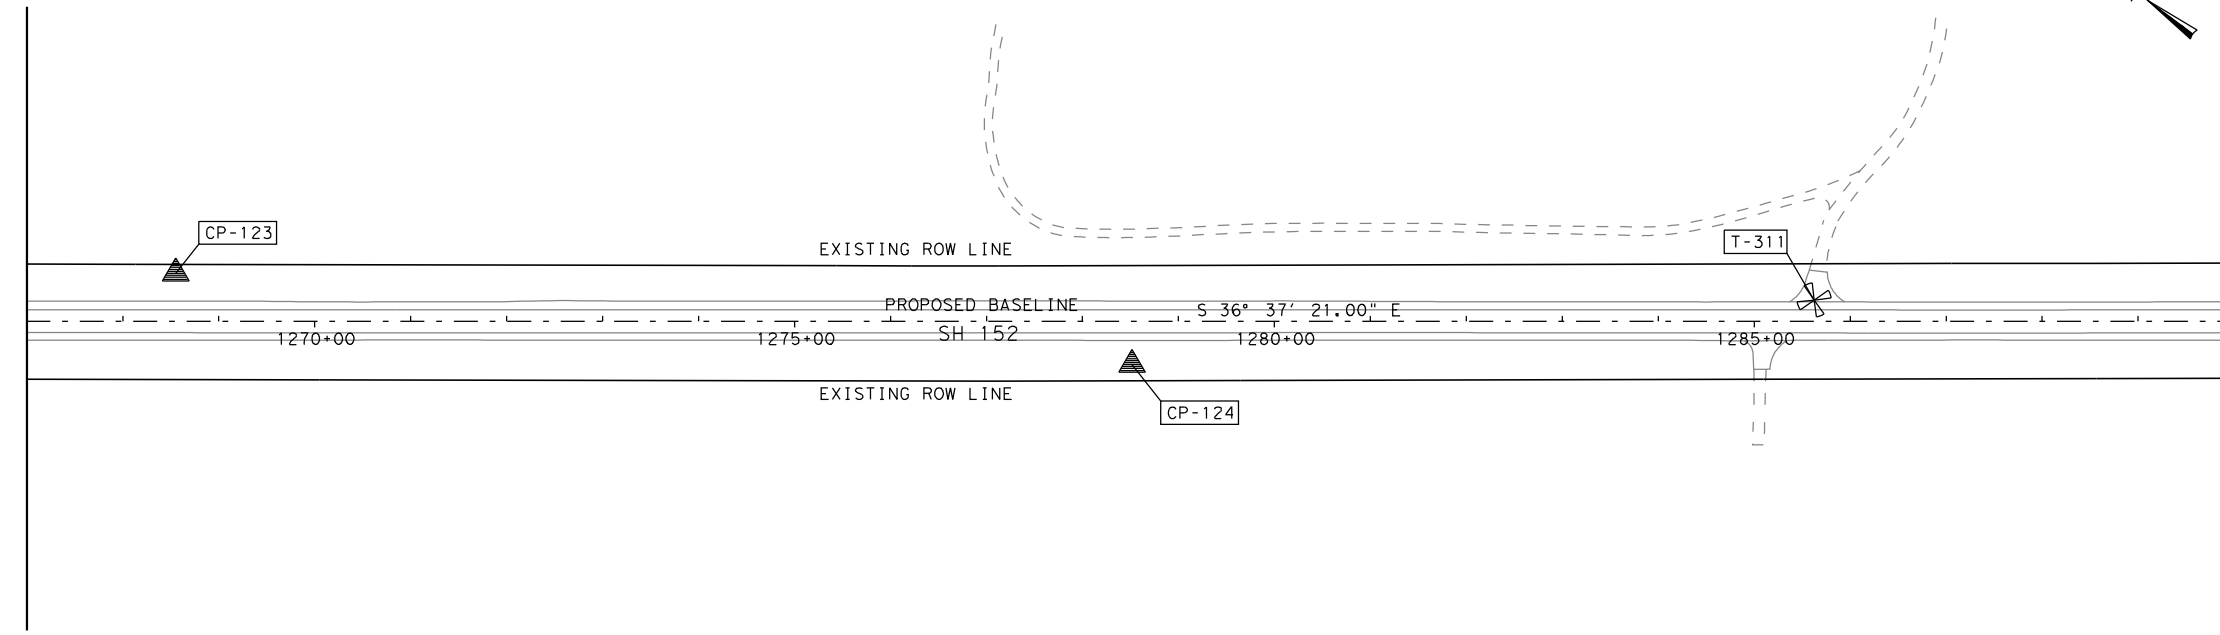 CP-123
T-311
EXISTING ROW LINE
PROPOSED BASELINE
S 36° 37' 21.00" E
SH 152
1270+00
1275+00
1280+00
1285+00
EXISTING ROW LINE
CP-124